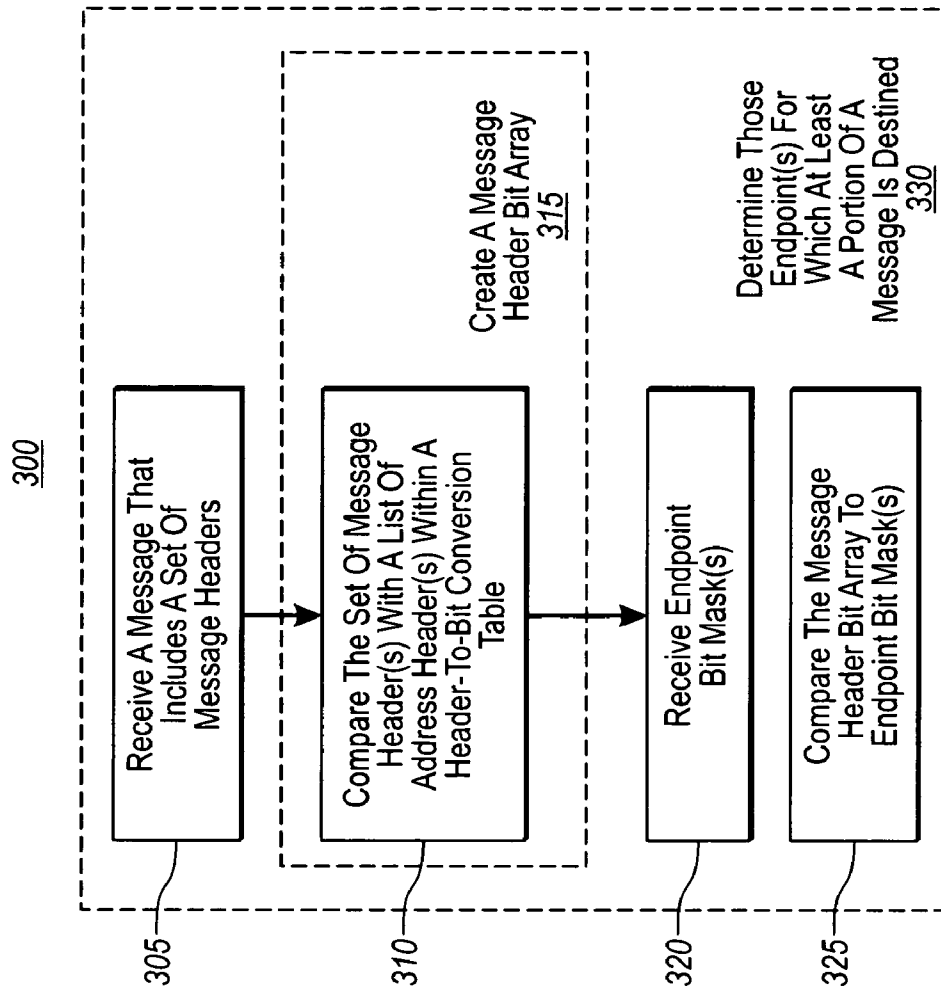 300
305
Receive A Message That
Includes A Set Of
Message Headers
310
Compare The Set Of Message
Header(s) With A List Of
Address Header(s) Within A
Header-To-Bit Conversion
Table
Create A Message
Header Bit Array
315
320
Receive Endpoint
Bit Mask(s)
325
Compare The Message
Header Bit Array To
Endpoint Bit Mask(s)
Determine Those
Endpoint(s) For
Which At Least
A Portion Of A
Message Is Destined
330